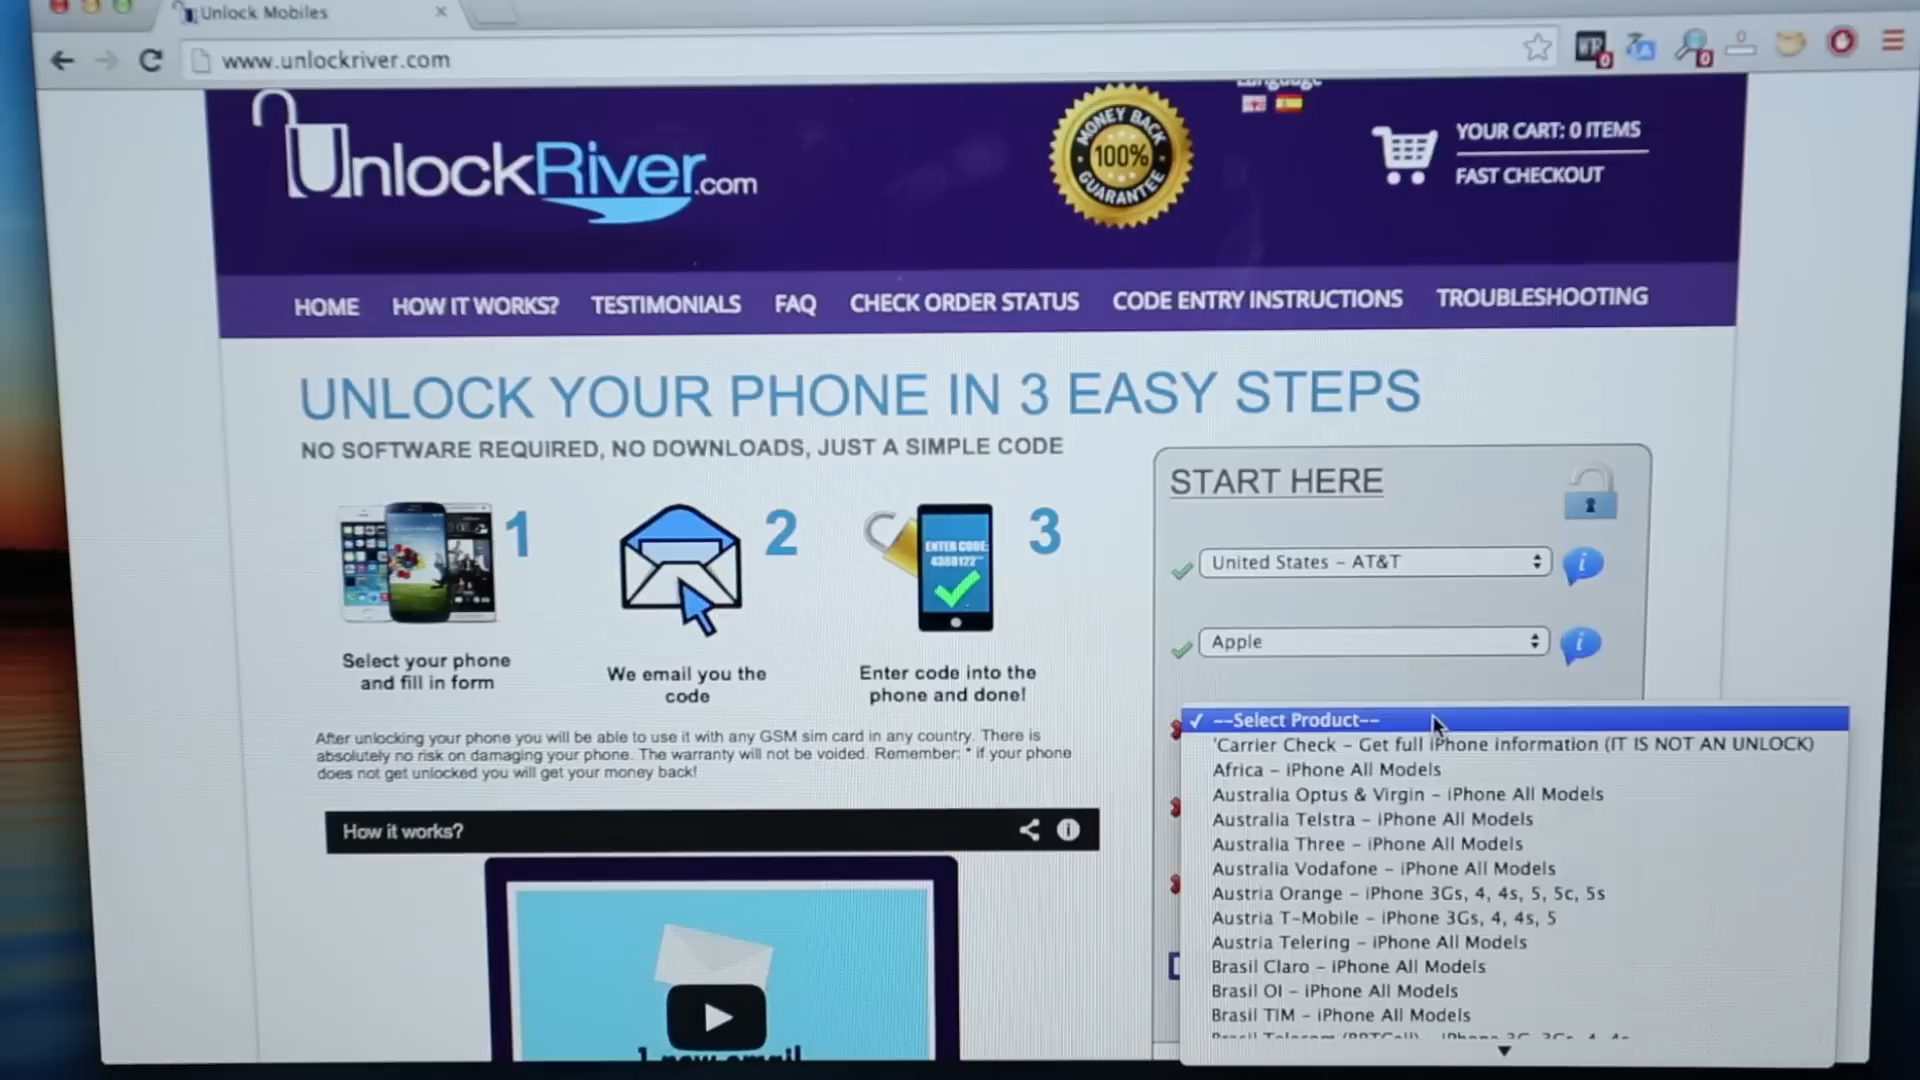 Unlock Mobiles
www.unlockriver.com
Language
UnlockRiver.com
MONEY BACK
100%
GUARANTEE
YOUR CART: 0 ITEMS
FAST CHECKOUT
HOME HOW IT WORKS? TESTIMONIALS FAQ CHECK ORDER STATUS CODE ENTRY INSTRUCTIONS TROUBLESHOOTING
UNLOCK YOUR PHONE IN 3 EASY STEPS
NO SOFTWARE REQUIRED, NO DOWNLOADS, JUST A SIMPLE CODE
1 2 3
ENTER CODE:
Select your phone
and fill in form
We email you the
code
Enter code into the
phone and done!
After unlocking your phone you will be able to use it with any GSM sim card in any country. There is
absolutely no risk on damaging your phone. The warranty will not be voided. Remember: * if your phone
does not get unlocked you will get your money back!
How it works?
1 new email
START HERE
United States - AT&T
Apple
--Select Product--
'Carrier Check - Get full iPhone information (IT IS NOT AN UNLOCK)
Africa - iPhone All Models
Australia Optus & Virgin - iPhone All Models
Australia Telstra - iPhone All Models
Australia Three - iPhone All Models
Australia Vodafone - iPhone All Models
Austria Orange - iPhone 3Gs, 4, 4s, 5, 5c, 5s
Austria T-Mobile - iPhone 3Gs, 4, 4s, 5
Austria Telering - iPhone All Models
Brasil Claro - iPhone All Models
Brasil OI - iPhone All Models
Brasil TIM - iPhone All Models